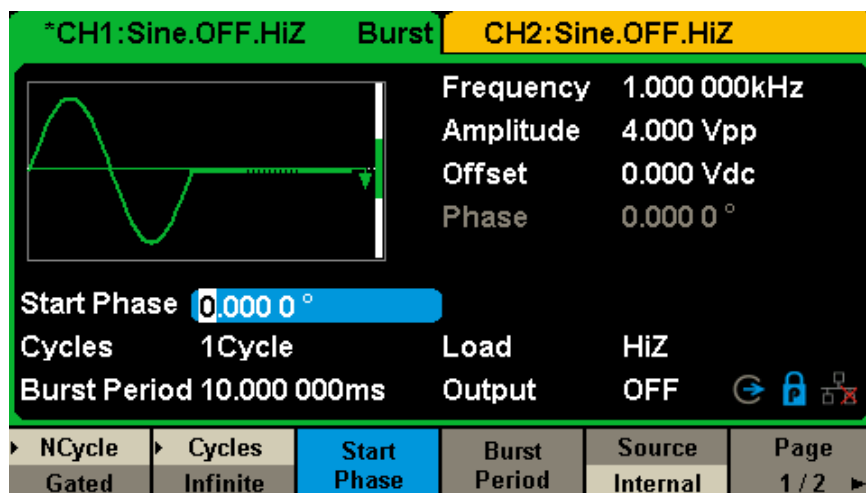 *CH1:Sine.OFF.HiZ Burst CH2:Sine.OFF.HiZ
Frequency 1.000 000kHz
Amplitude 4.000 Vpp
Offset 0.000 Vdc
Phase 0.000 0 °
Start Phase 0.000 0 °
Cycles 1Cycle Load HiZ
Burst Period 10.000 000ms Output OFF P
NCycle Cycles Start Burst Source Page
Gated Infinite Phase Period Internal 1/2